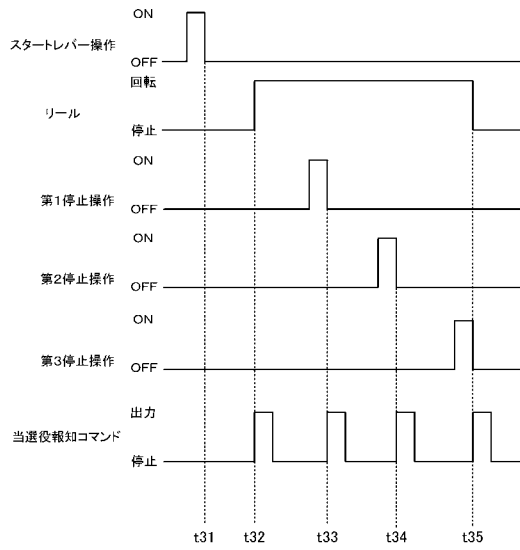 ON
スタートレバー操作
OFF
回転
リール
停止
ON
第1停止操作
OFF
ON
第2停止操作
OFF
ON
第3停止操作
OFF
出力
当選役報知コマンド
停止
t31 t32 t33 t34 t35